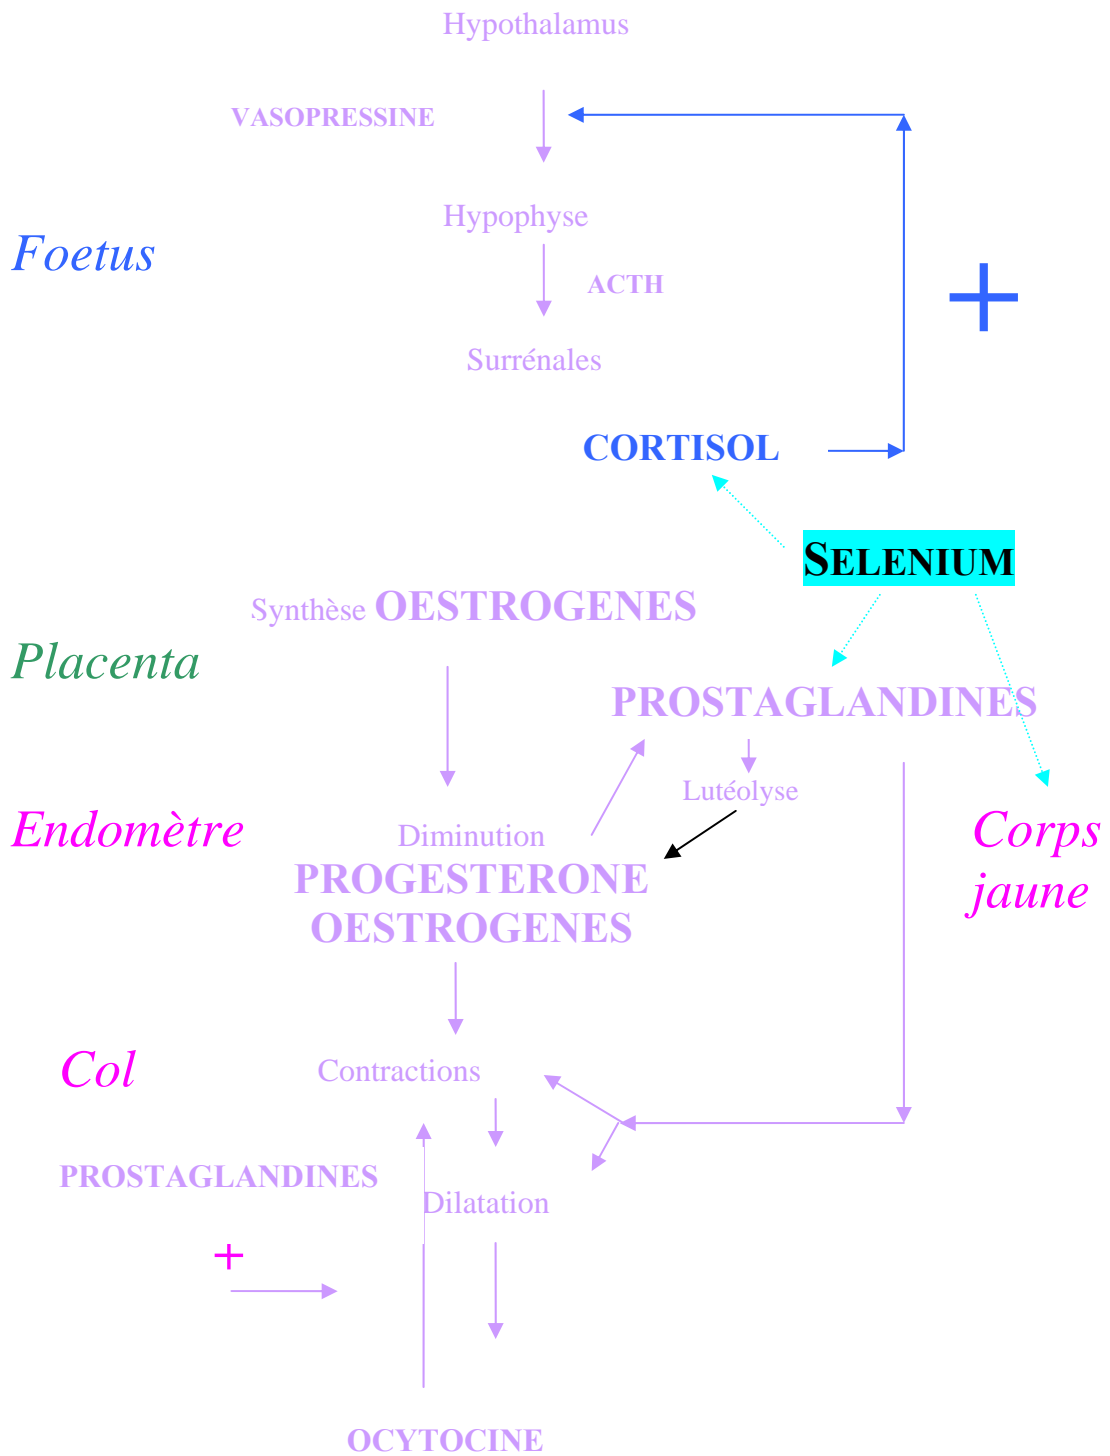 Hypothalamus
VASOPRESSINE
Hypophyse
Foetus
ACTH
+
Surrénales
CORTISOL
SELENIUM
Synthèse OESTROGENES
Placenta
PROSTAGLANDINES
Lutéolyse
Endomètre
Diminution
Corps
jaune
PROGESTERONE
OESTROGENES
Col
Contractions
PROSTAGLANDINES
Dilatation
+
OCYTOCINE